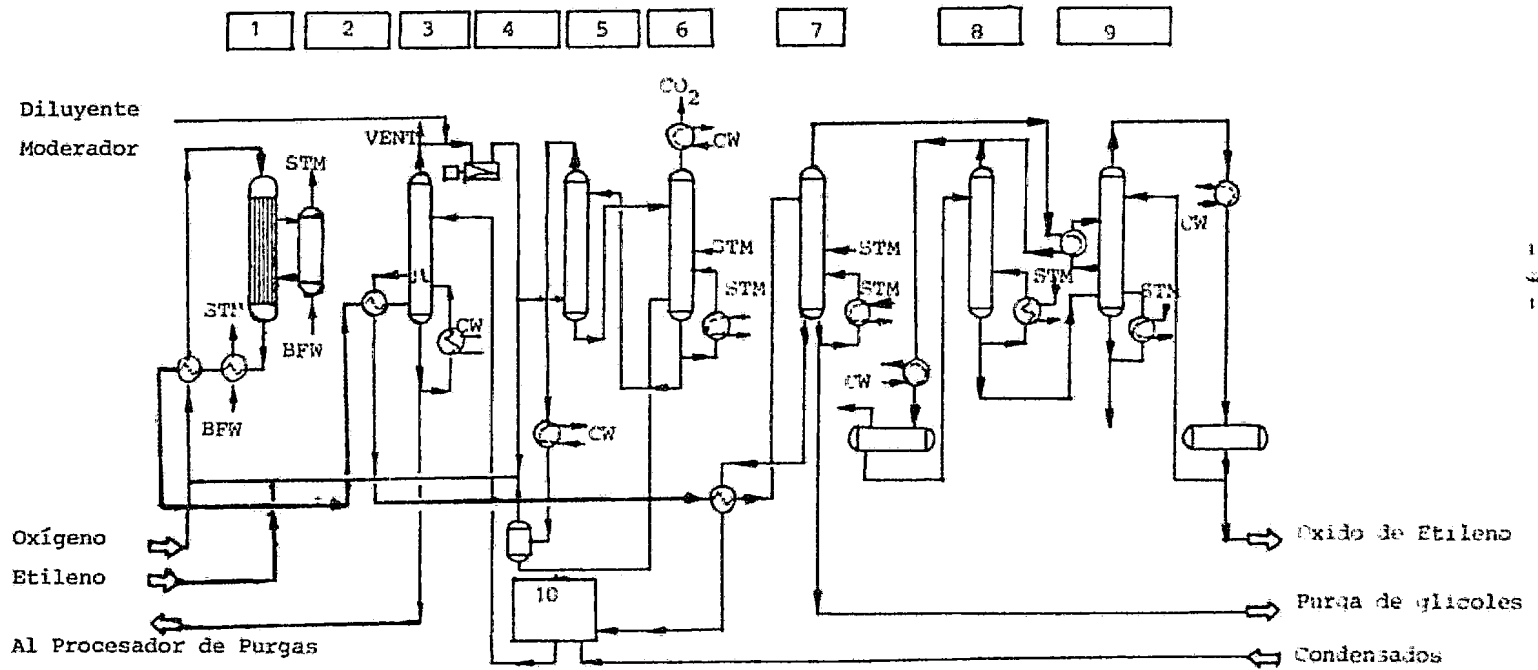 1 2 3 4 5 6 7 8 9
CO2
Diluyente
VENT
CW
Moderador
STM
CW
STM
STM
STM
STM
STM
STM
STM
CW
BFW
CW
BFW
CW
Oxígeno
Oxido de Etileno
Etileno
10
Purga de glicoles
Al Procesador de Purgas
Condensados